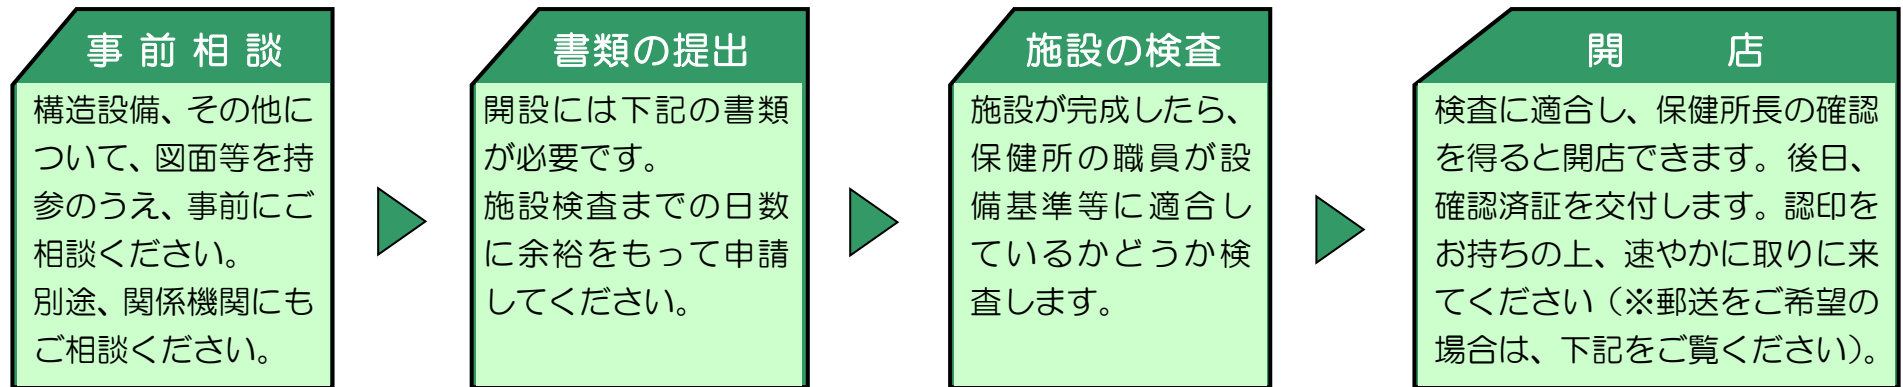 事前相談
構造設備、その他に
ついて、図面等を持
参のうえ、事前にご
相談ください。
別途、関係機関にも
ご相談ください。
書類の提出
開設には下記の書類
が必要です。
施設検査までの日数
に余裕をもって申請
してください。
施設の検査
施設が完成したら、
保健所の職員が設
備基準等に適合し
ているかどうか検
査します。
開店
検査に適合し、保健所長の確認
を得ると開店できます。後日、
確認済証を交付します。認印を
お持ちの上、速やかに取りに来
てください（※郵送をご希望の
場合は、下記をご覧ください）。